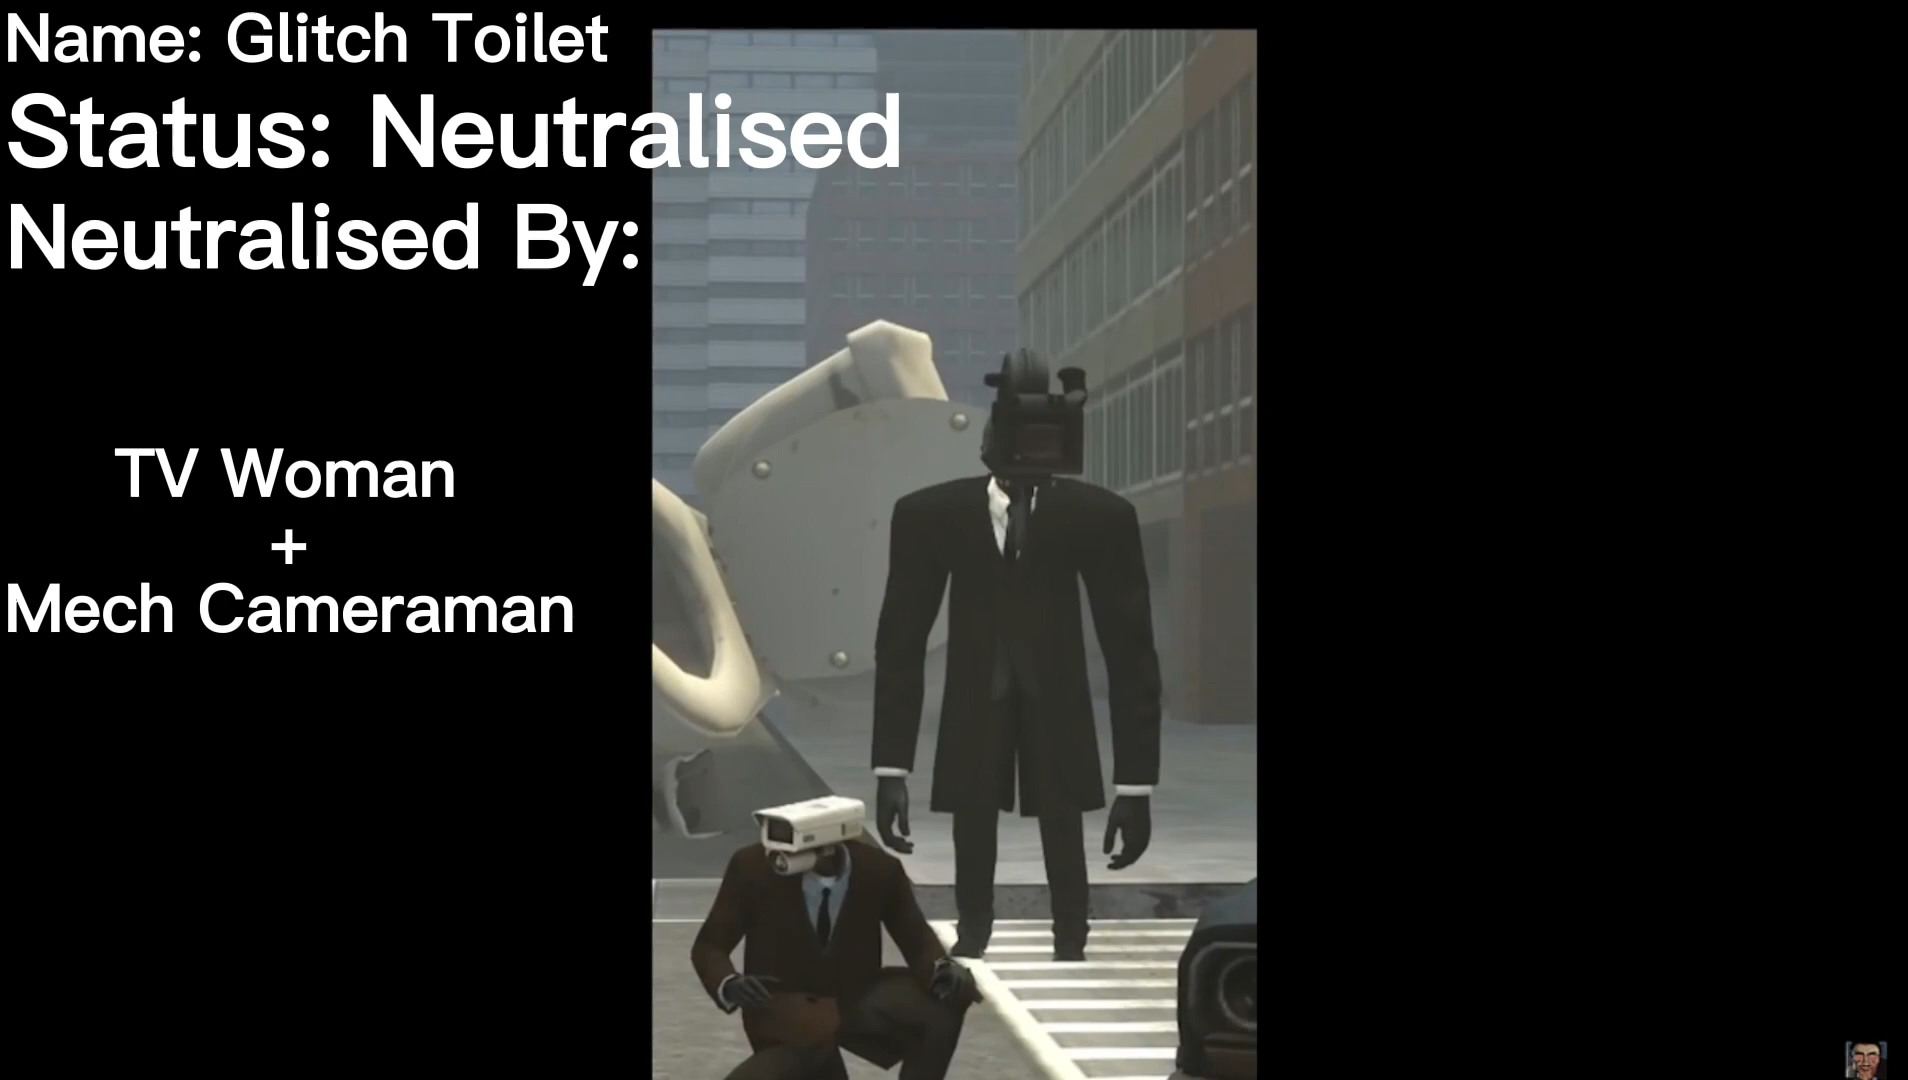 Name: Glitch Toilet
Status: Neutralised
Neutralised By:
TV Woman
+
Mech Cameraman